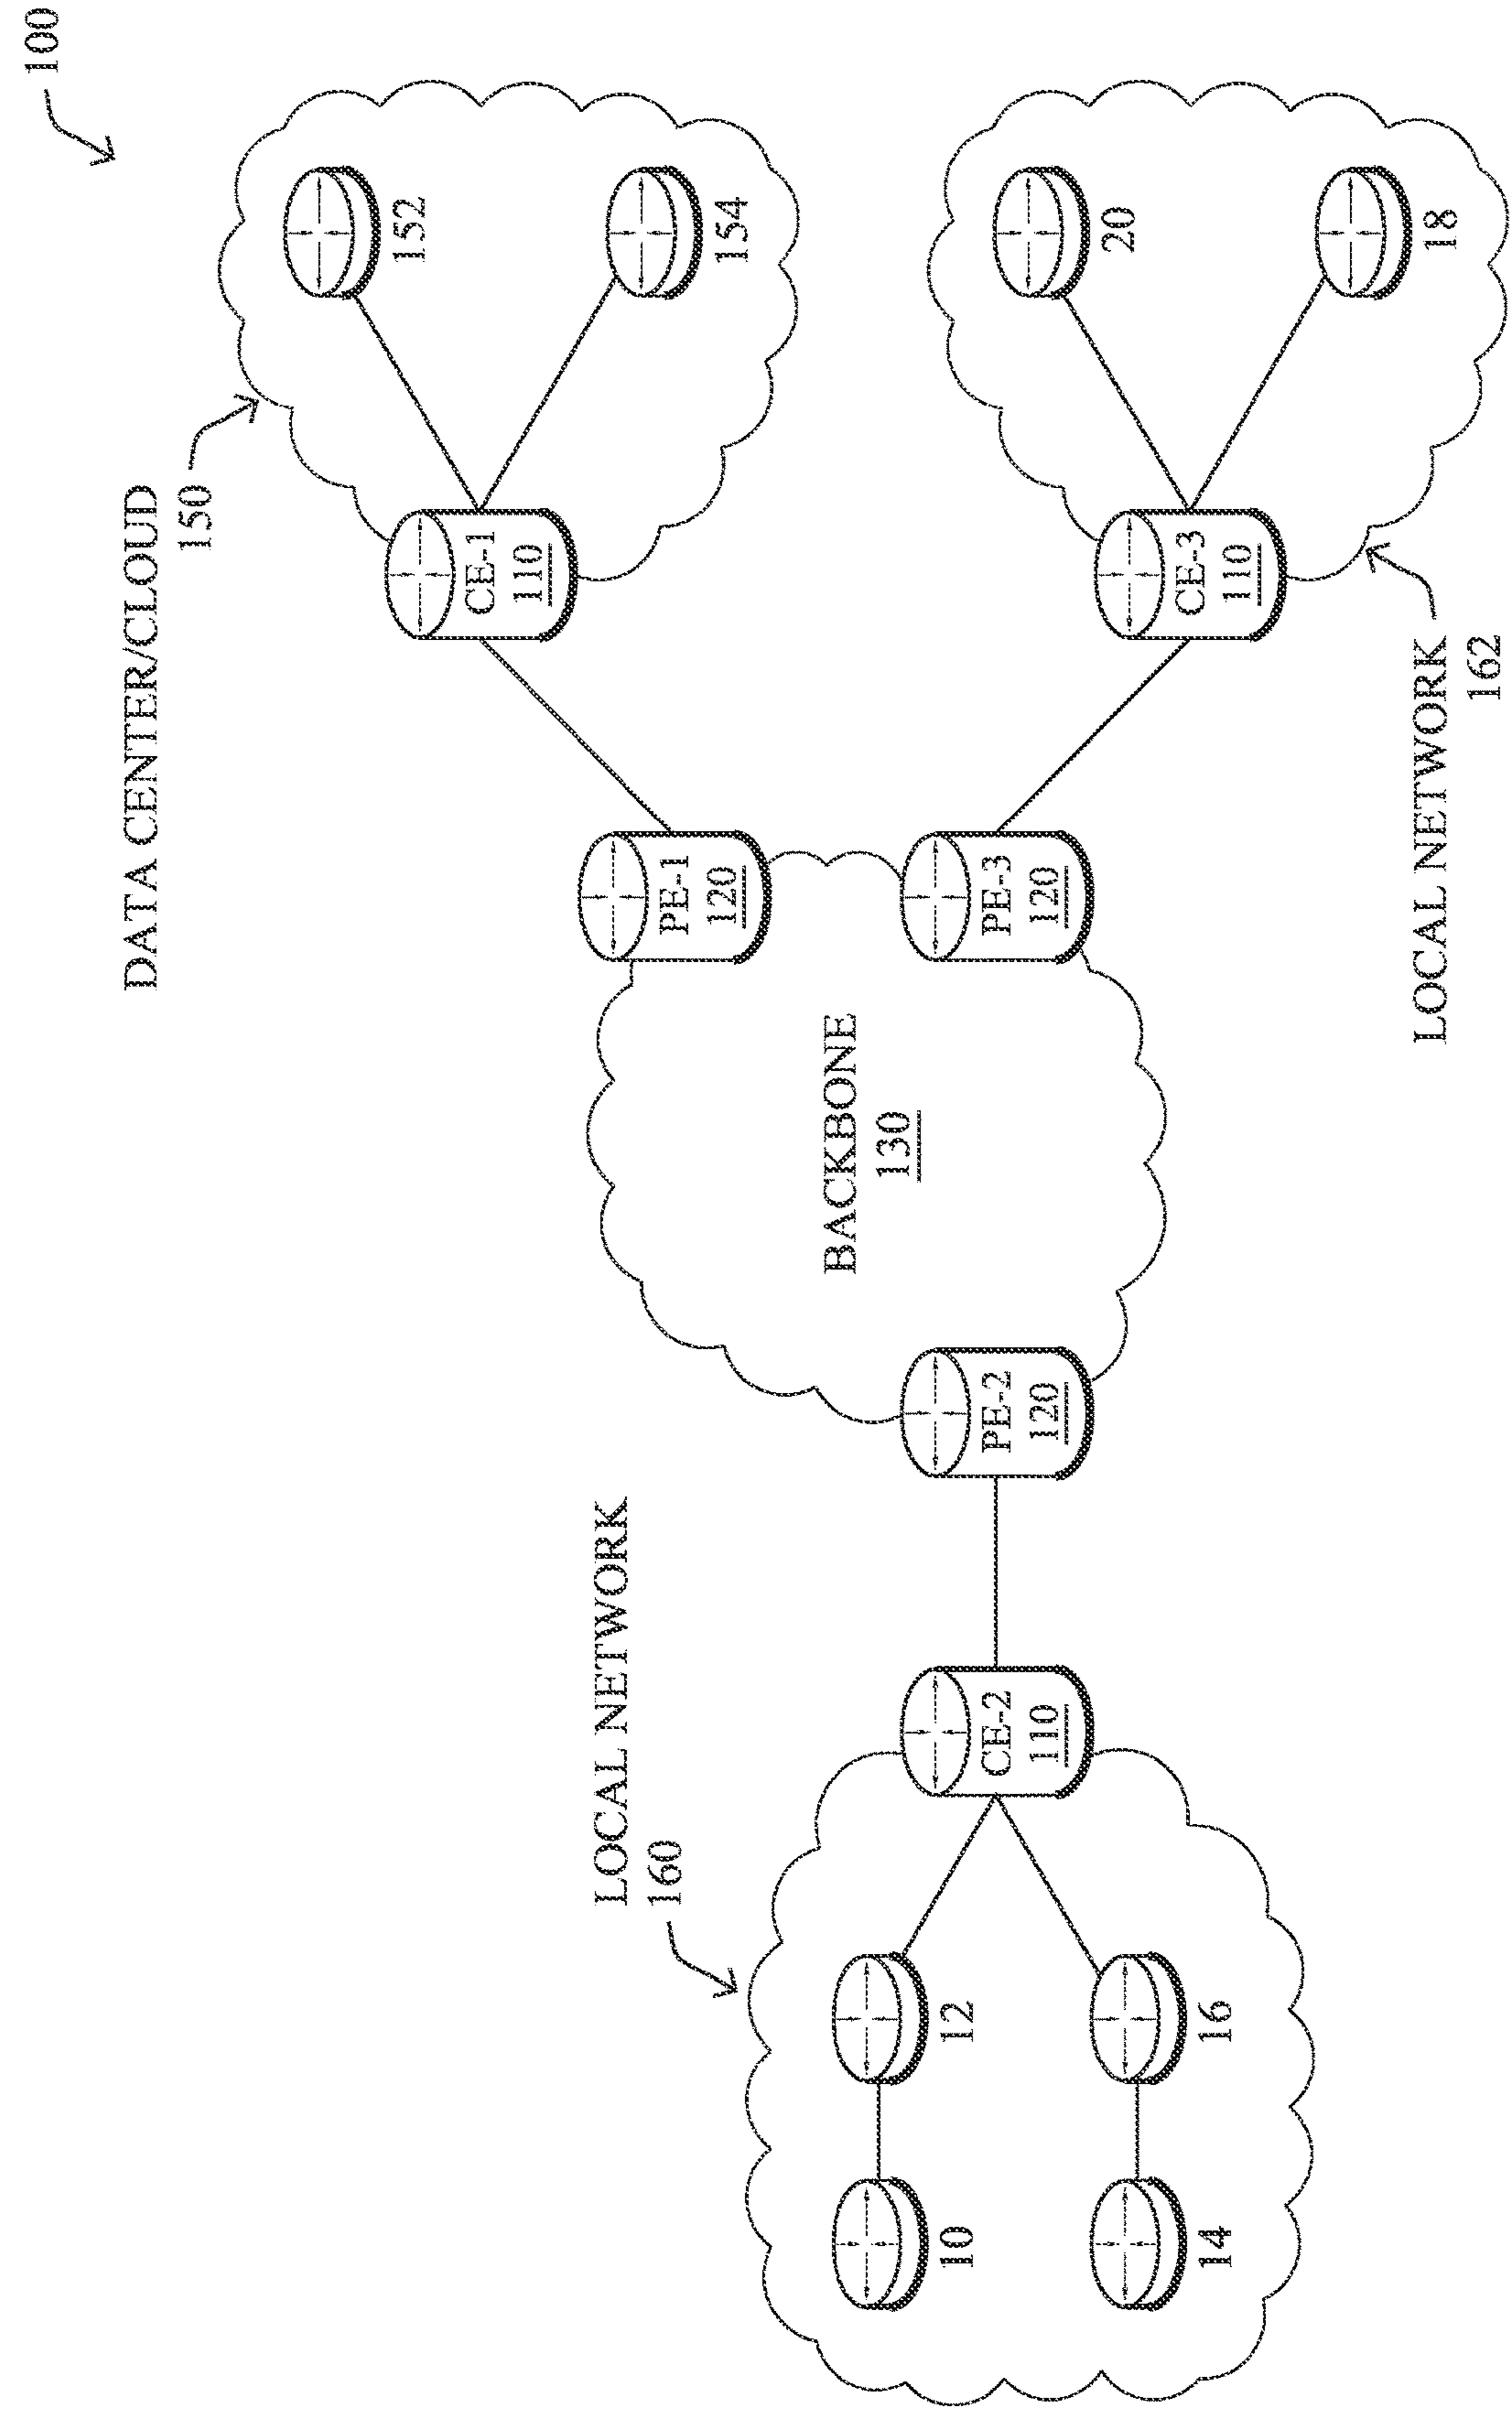 100
DATA CENTER/CLOUD
150
152
154
CE-1
110
PE-1
120
BACKBONE
130
PE-3
120
CE-3
110
20
18
LOCAL NETWORK
162
PE-2
120
LOCAL NETWORK
160
CE-2
110
12
16
10
14